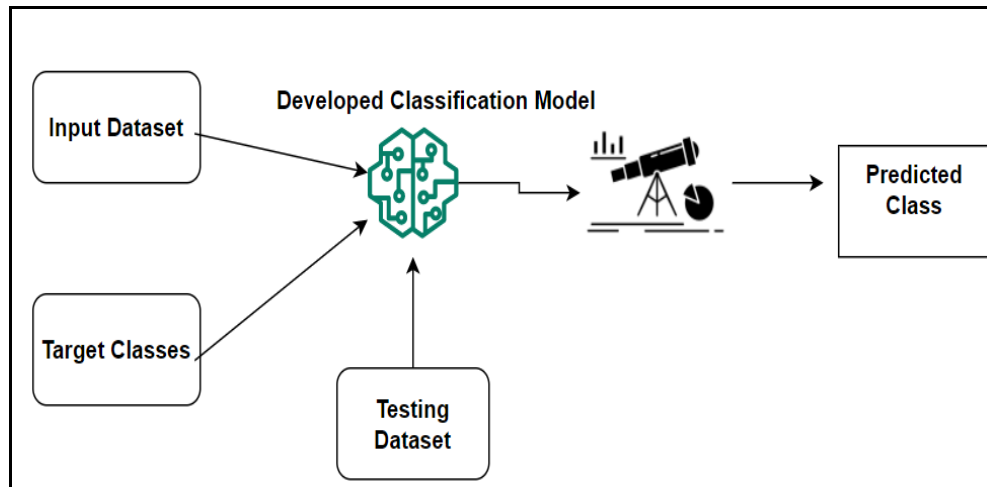 Input Dataset
Developed Classification Model
Predicted
Class
Target Classes
Testing
Dataset